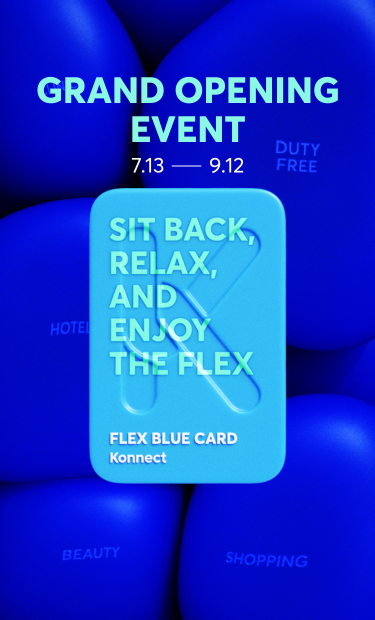 GRAND OPENING
EVENT
7.13 — 9.12
DUTY
FREE
SIT BACK,
RELAX,
AND
ENJOY
THE FLEX
HOTEL
FLEX BLUE CARD
Konnect
BEAUTY
SHOPPING